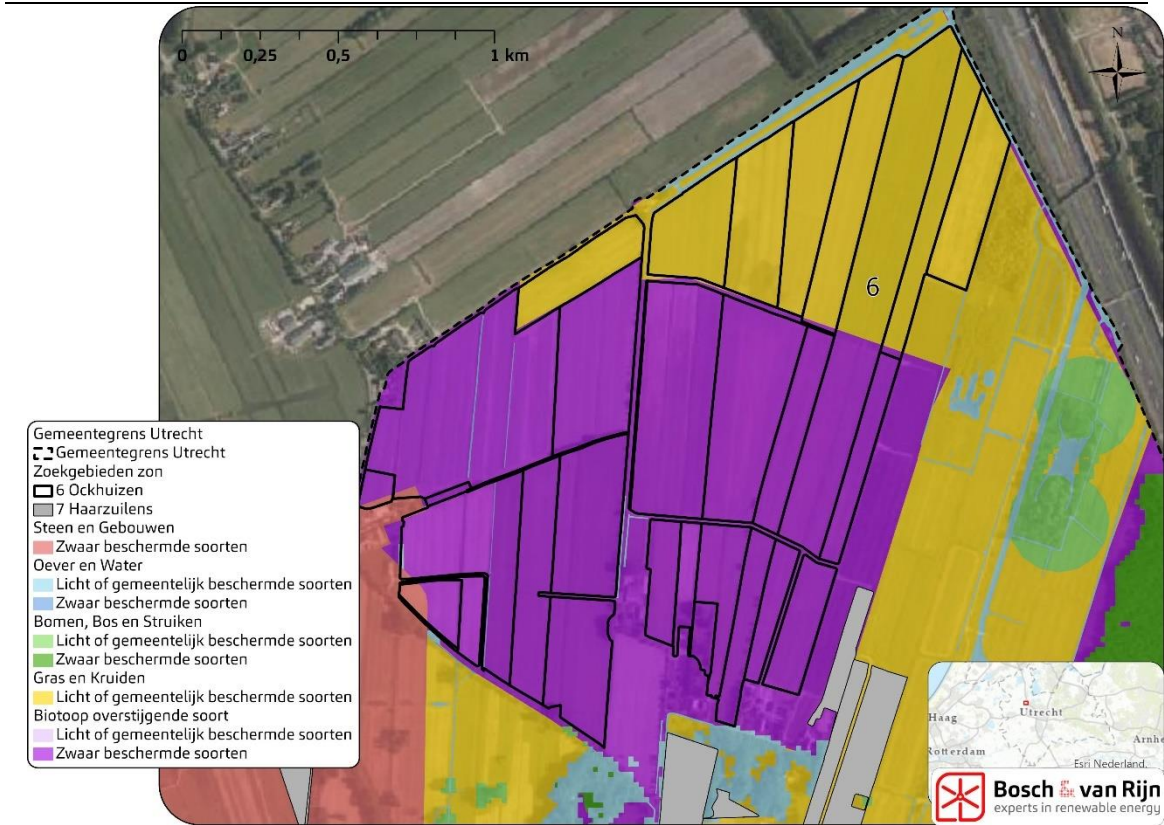 0 0,25 0,5 1 km
N
6
Gemeentegrens Utrecht
Gemeentegrens Utrecht
Zoekgebieden zon
6 Ockhuizen
7 Haarzuilens
Steen en Gebouwen
Zwaar beschermde soorten
Oever en Water
Licht of gemeentelijk beschermde soorten
Zwaar beschermde soorten
Bomen, Bos en Struiken
Licht of gemeentelijk beschermde soorten
Zwaar beschermde soorten
Gras en Kruiden
Licht of gemeentelijk beschermde soorten
Biotoop overstijgende soort
Licht of gemeentelijk beschermde soorten
Zwaar beschermde soorten
Haag
Utrecht
Arnhe
Rotterdam
Esri Nederland,
Bosch & van Rijn
experts in renewable energy